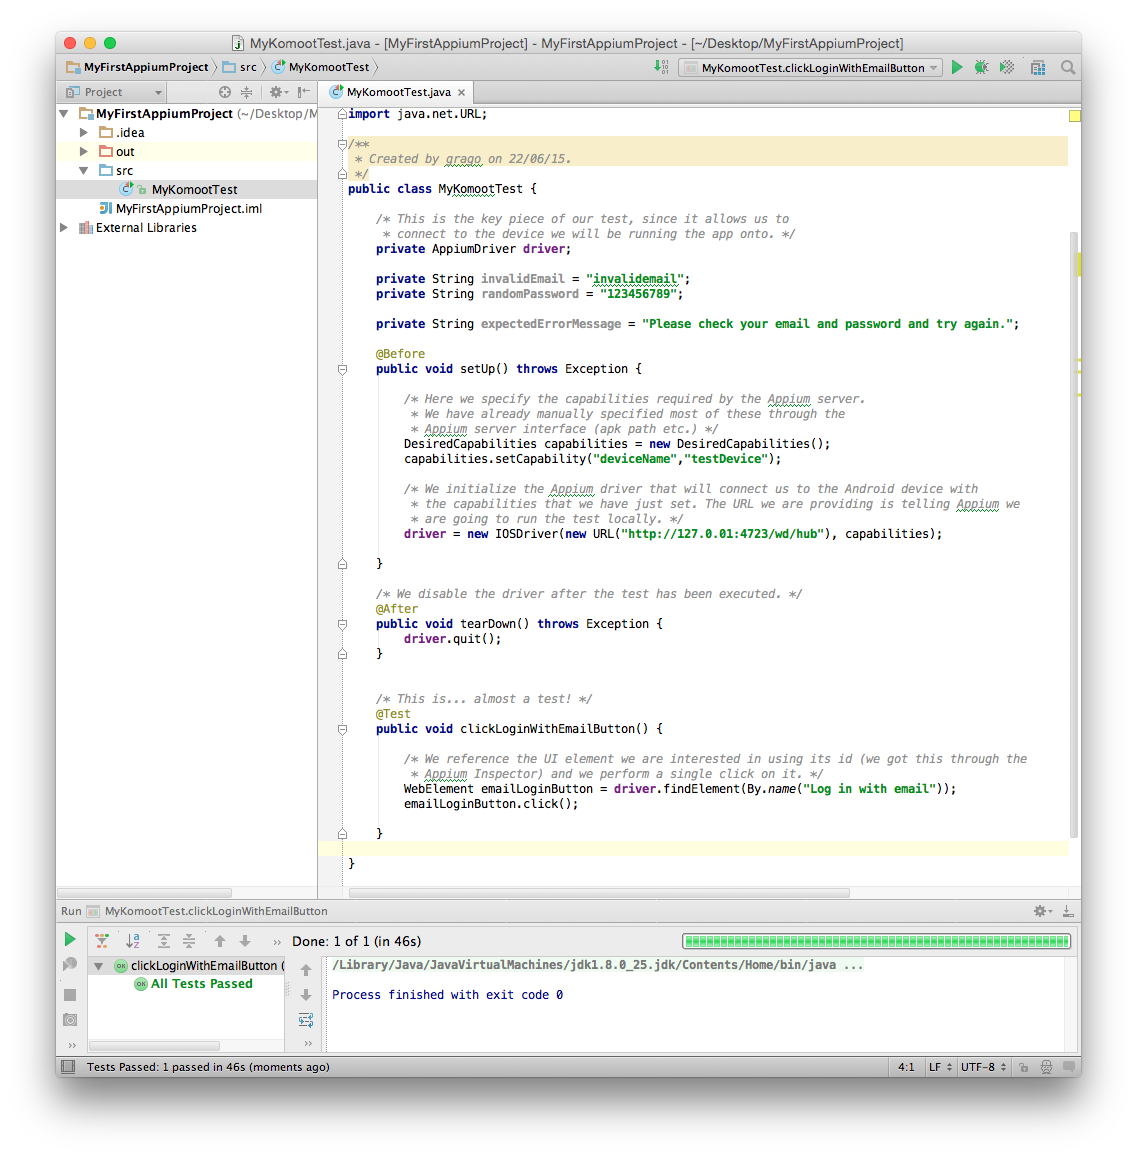 MyKomootTest.java - [MyFirstAppiumProject] - MyFirstAppiumProject - [~/Desktop/MyFirstAppiumProject]
MyFirstAppiumProject src MyKomootTest MyKomootTest.clickLoginWithEmailButton
Project MyKomootTest.java ×
MyFirstAppiumProject (~/Desktop/M
.idea
out
src
MyKomootTest
MyFirstAppiumProject.iml
External Libraries
import java.net.URL;
/**
* Created by grago on 22/06/15.
*/
public class MyKomootTest {
/* This is the key piece of our test, since it allows us to
* connect to the device we will be running the app onto. */
private AppiumDriver driver;
private String invalidEmail = "invalidemail";
private String randomPassword = "123456789";
private String expectedErrorMessage = "Please check your email and password and try again.";
@Before
public void setUp() throws Exception {
/* Here we specify the capabilities required by the Appium server.
* We have already manually specified most of these through the
* Appium server interface (apk path etc.) */
DesiredCapabilities capabilities = new DesiredCapabilities();
capabilities.setCapability("deviceName","testDevice");
/* We initialize the Appium driver that will connect us to the Android device with
* the capabilities that we have just set. The URL we are providing is telling Appium we
* are going to run the test locally. */
driver = new IOSDriver(new URL("http://127.0.01:4723/wd/hub"), capabilities);
}
/* We disable the driver after the test has been executed. */
@After
public void tearDown() throws Exception {
driver.quit();
}
/* This is... almost a test! */
@Test
public void clickLoginWithEmailButton() {
/* We reference the UI element we are interested in using its id (we got this through the
* Appium Inspector) and we perform a single click on it. */
WebElement emailLoginButton = driver.findElement(By.name("Log in with email"));
emailLoginButton.click();
}
}
Run MyKomootTest.clickLoginWithEmailButton
Done: 1 of 1 (in 46s)
OK clickLoginWithEmailButton (
OK All Tests Passed
/Library/Java/JavaVirtualMachines/jdk1.8.0_25.jdk/Contents/Home/bin/java ...
Process finished with exit code 0
Tests Passed: 1 passed in 46s (moments ago) 4:1 LF UTF-8